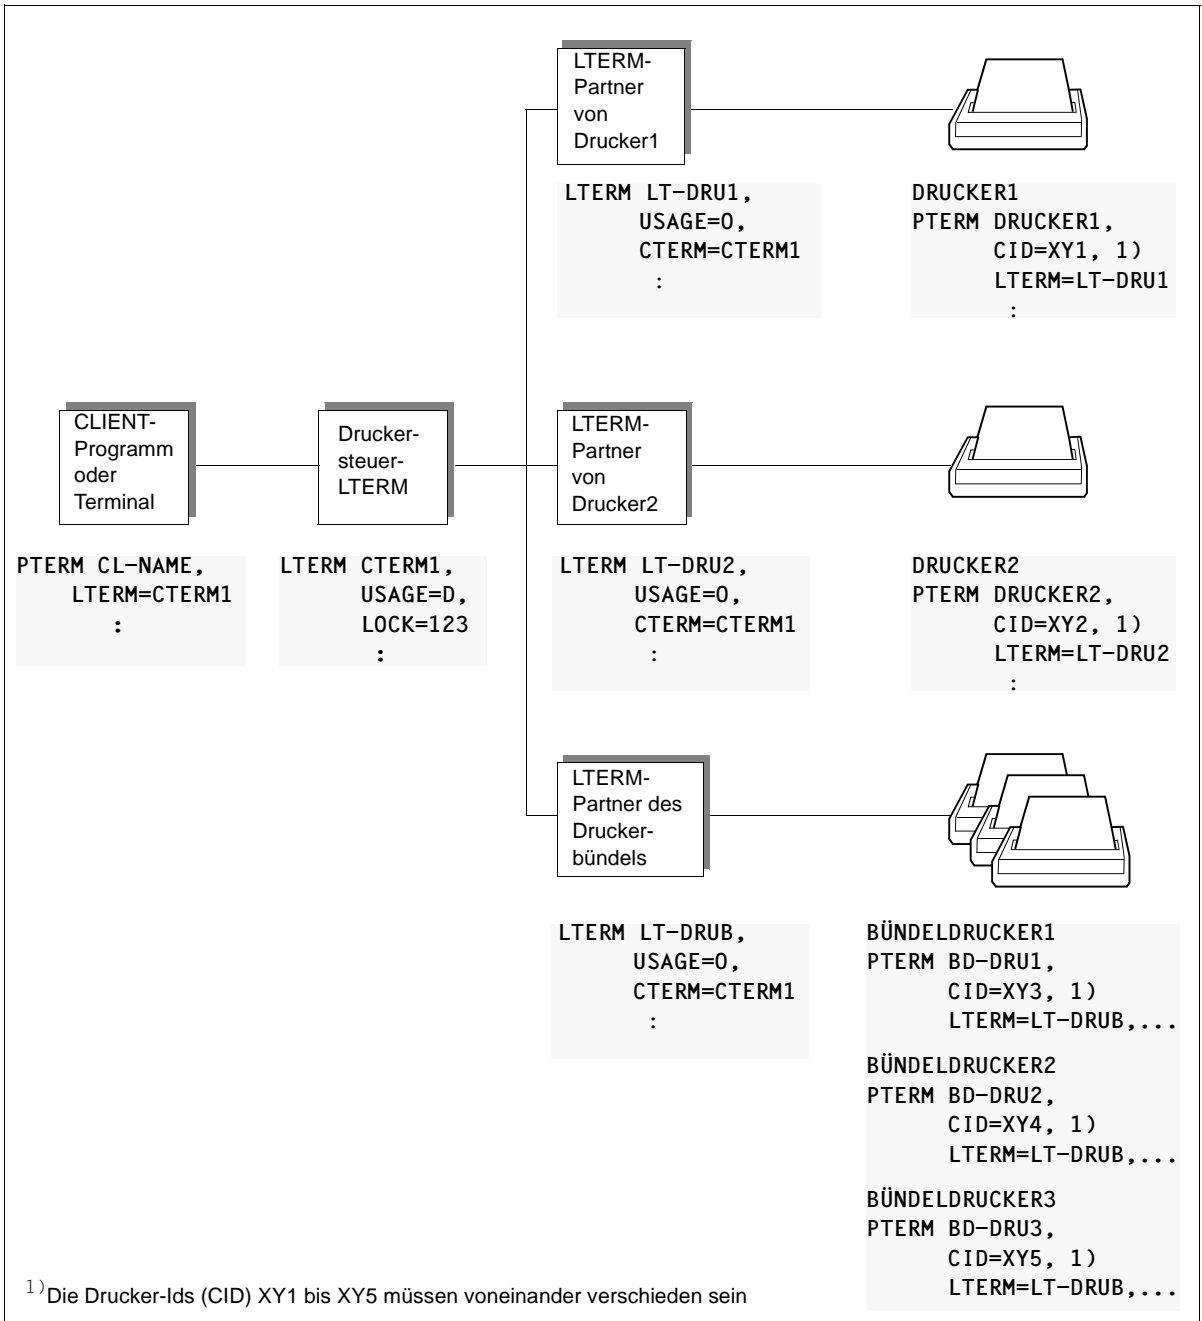 LTERM-
Partner
von
Drucker1
LTERM LT-DRU1,
USAGE=O,
CTERM=CTERM1
:
DRUCKER1
PTERM DRUCKER1,
CID=XY1, 1)
LTERM=LT-DRU1
:
CLIENT-
Programm
oder
Terminal
PTERM CL-NAME,
LTERM=CTERM1
:
Drucker-
steuer-
LTERM
LTERM CTERM1,
USAGE=D,
LOCK=123
:
LTERM-
Partner
von
Drucker2
LTERM LT-DRU2,
USAGE=O,
CTERM=CTERM1
:
DRUCKER2
PTERM DRUCKER2,
CID=XY2, 1)
LTERM=LT-DRU2
:
LTERM-
Partner des
Drucker-
bündels
LTERM LT-DRUB,
USAGE=O,
CTERM=CTERM1
:
BÜNDELDRUCKER1
PTERM BD-DRU1,
CID=XY3, 1)
LTERM=LT-DRUB,...
BÜNDELDRUCKER2
PTERM BD-DRU2,
CID=XY4, 1)
LTERM=LT-DRUB,...
BÜNDELDRUCKER3
PTERM BD-DRU3,
CID=XY5, 1)
LTERM=LT-DRUB,...
1) Die Drucker-Ids (CID) XY1 bis XY5 müssen voneinander verschieden sein